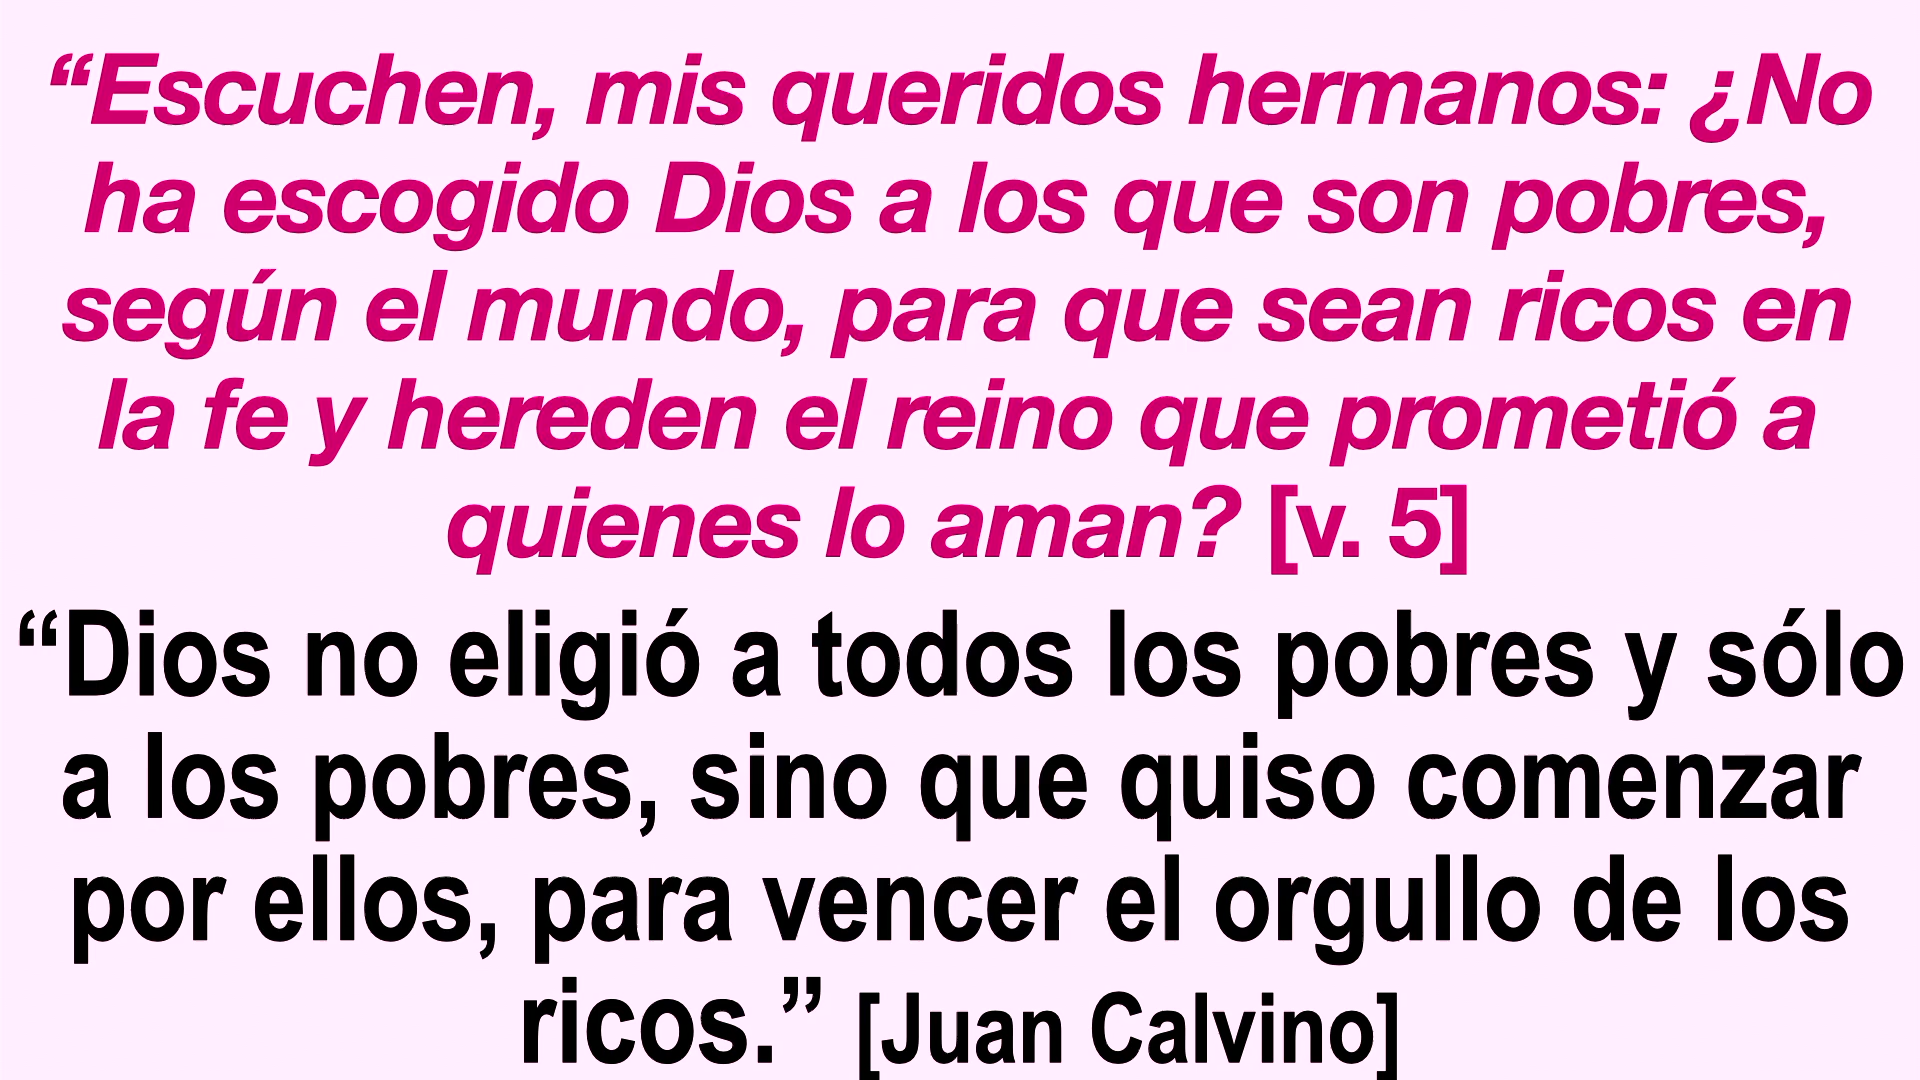 “Escuchen, mis queridos hermanos: ¿No
ha escogido Dios a los que son pobres,
según el mundo, para que sean ricos en
la fe y hereden el reino que prometió a
quienes lo aman? [v. 5]
“Dios no eligió a todos los pobres y sólo
a los pobres, sino que quiso comenzar
por ellos, para vencer el orgullo de los
ricos.” [Juan Calvino]